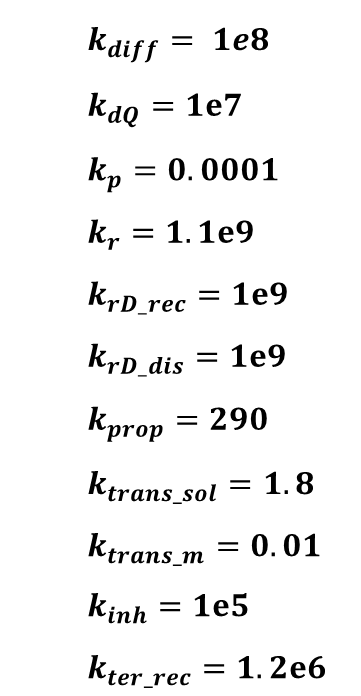 k_diff = 1e8
k_dQ = 1e7
k_p = 0.0001
k_r = 1.1e9
k_rD_rec = 1e9
k_rD_dis = 1e9
k_prop = 290
k_trans_sol = 1.8
k_trans_m = 0.01
k_inh = 1e5
k_ter_rec = 1.2e6